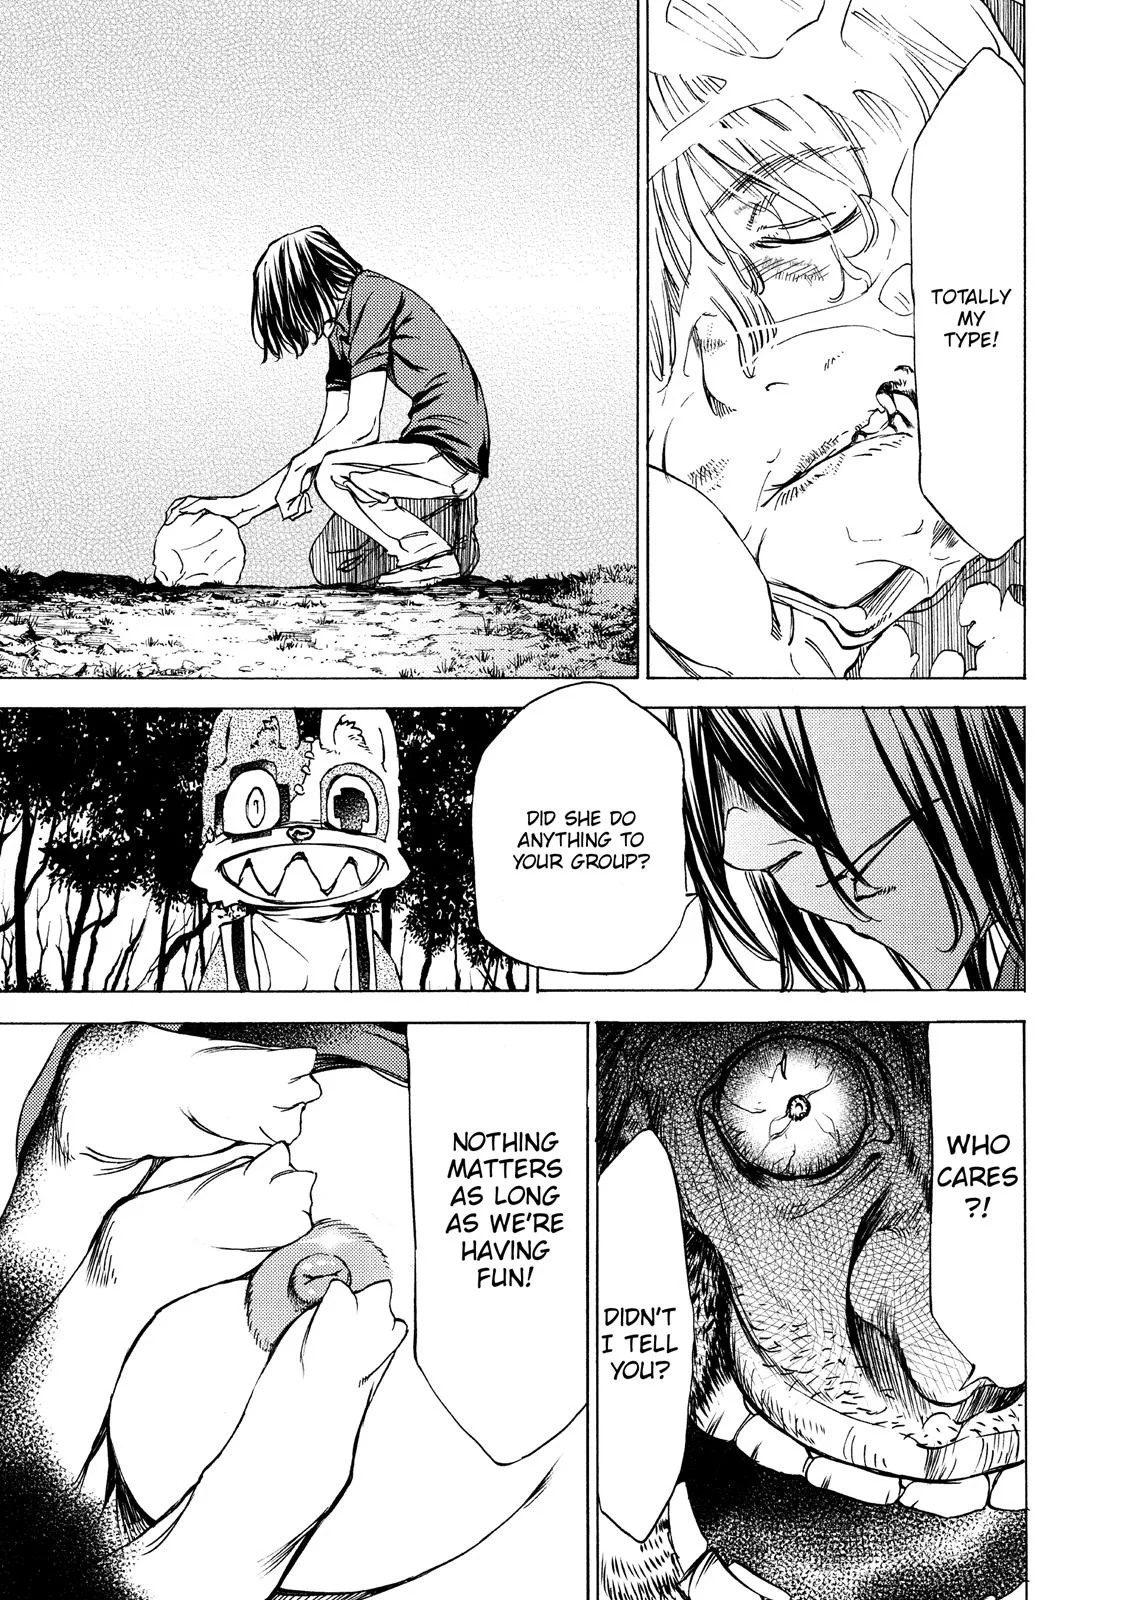 TOTALLY
MY
TYPE!
DID SHE DO
ANYTHING TO
YOUR GROUP?
WHO
CARES
?!
DIDN'T
I TELL
YOU?
NOTHING
MATTERS
AS LONG
AS WE'RE
HAVING
FUN!